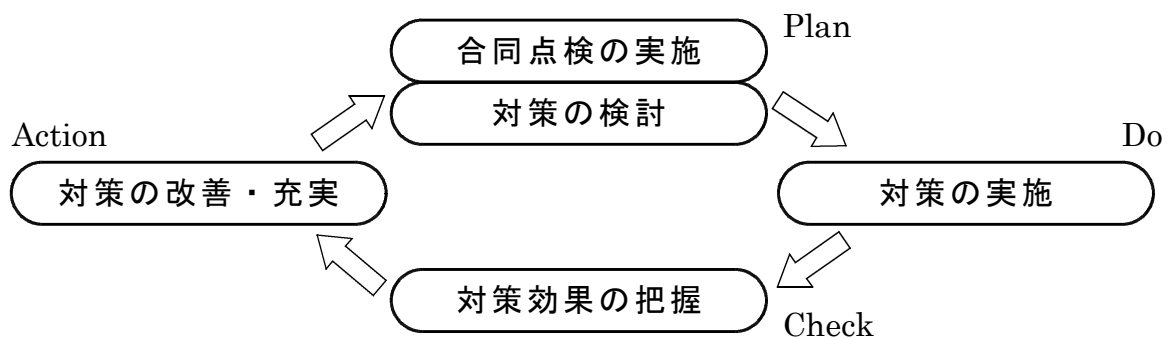 合同点検の実施
Plan
対策の検討
Action
Do
対策の改善・充実
対策の実施
対策効果の把握
Check